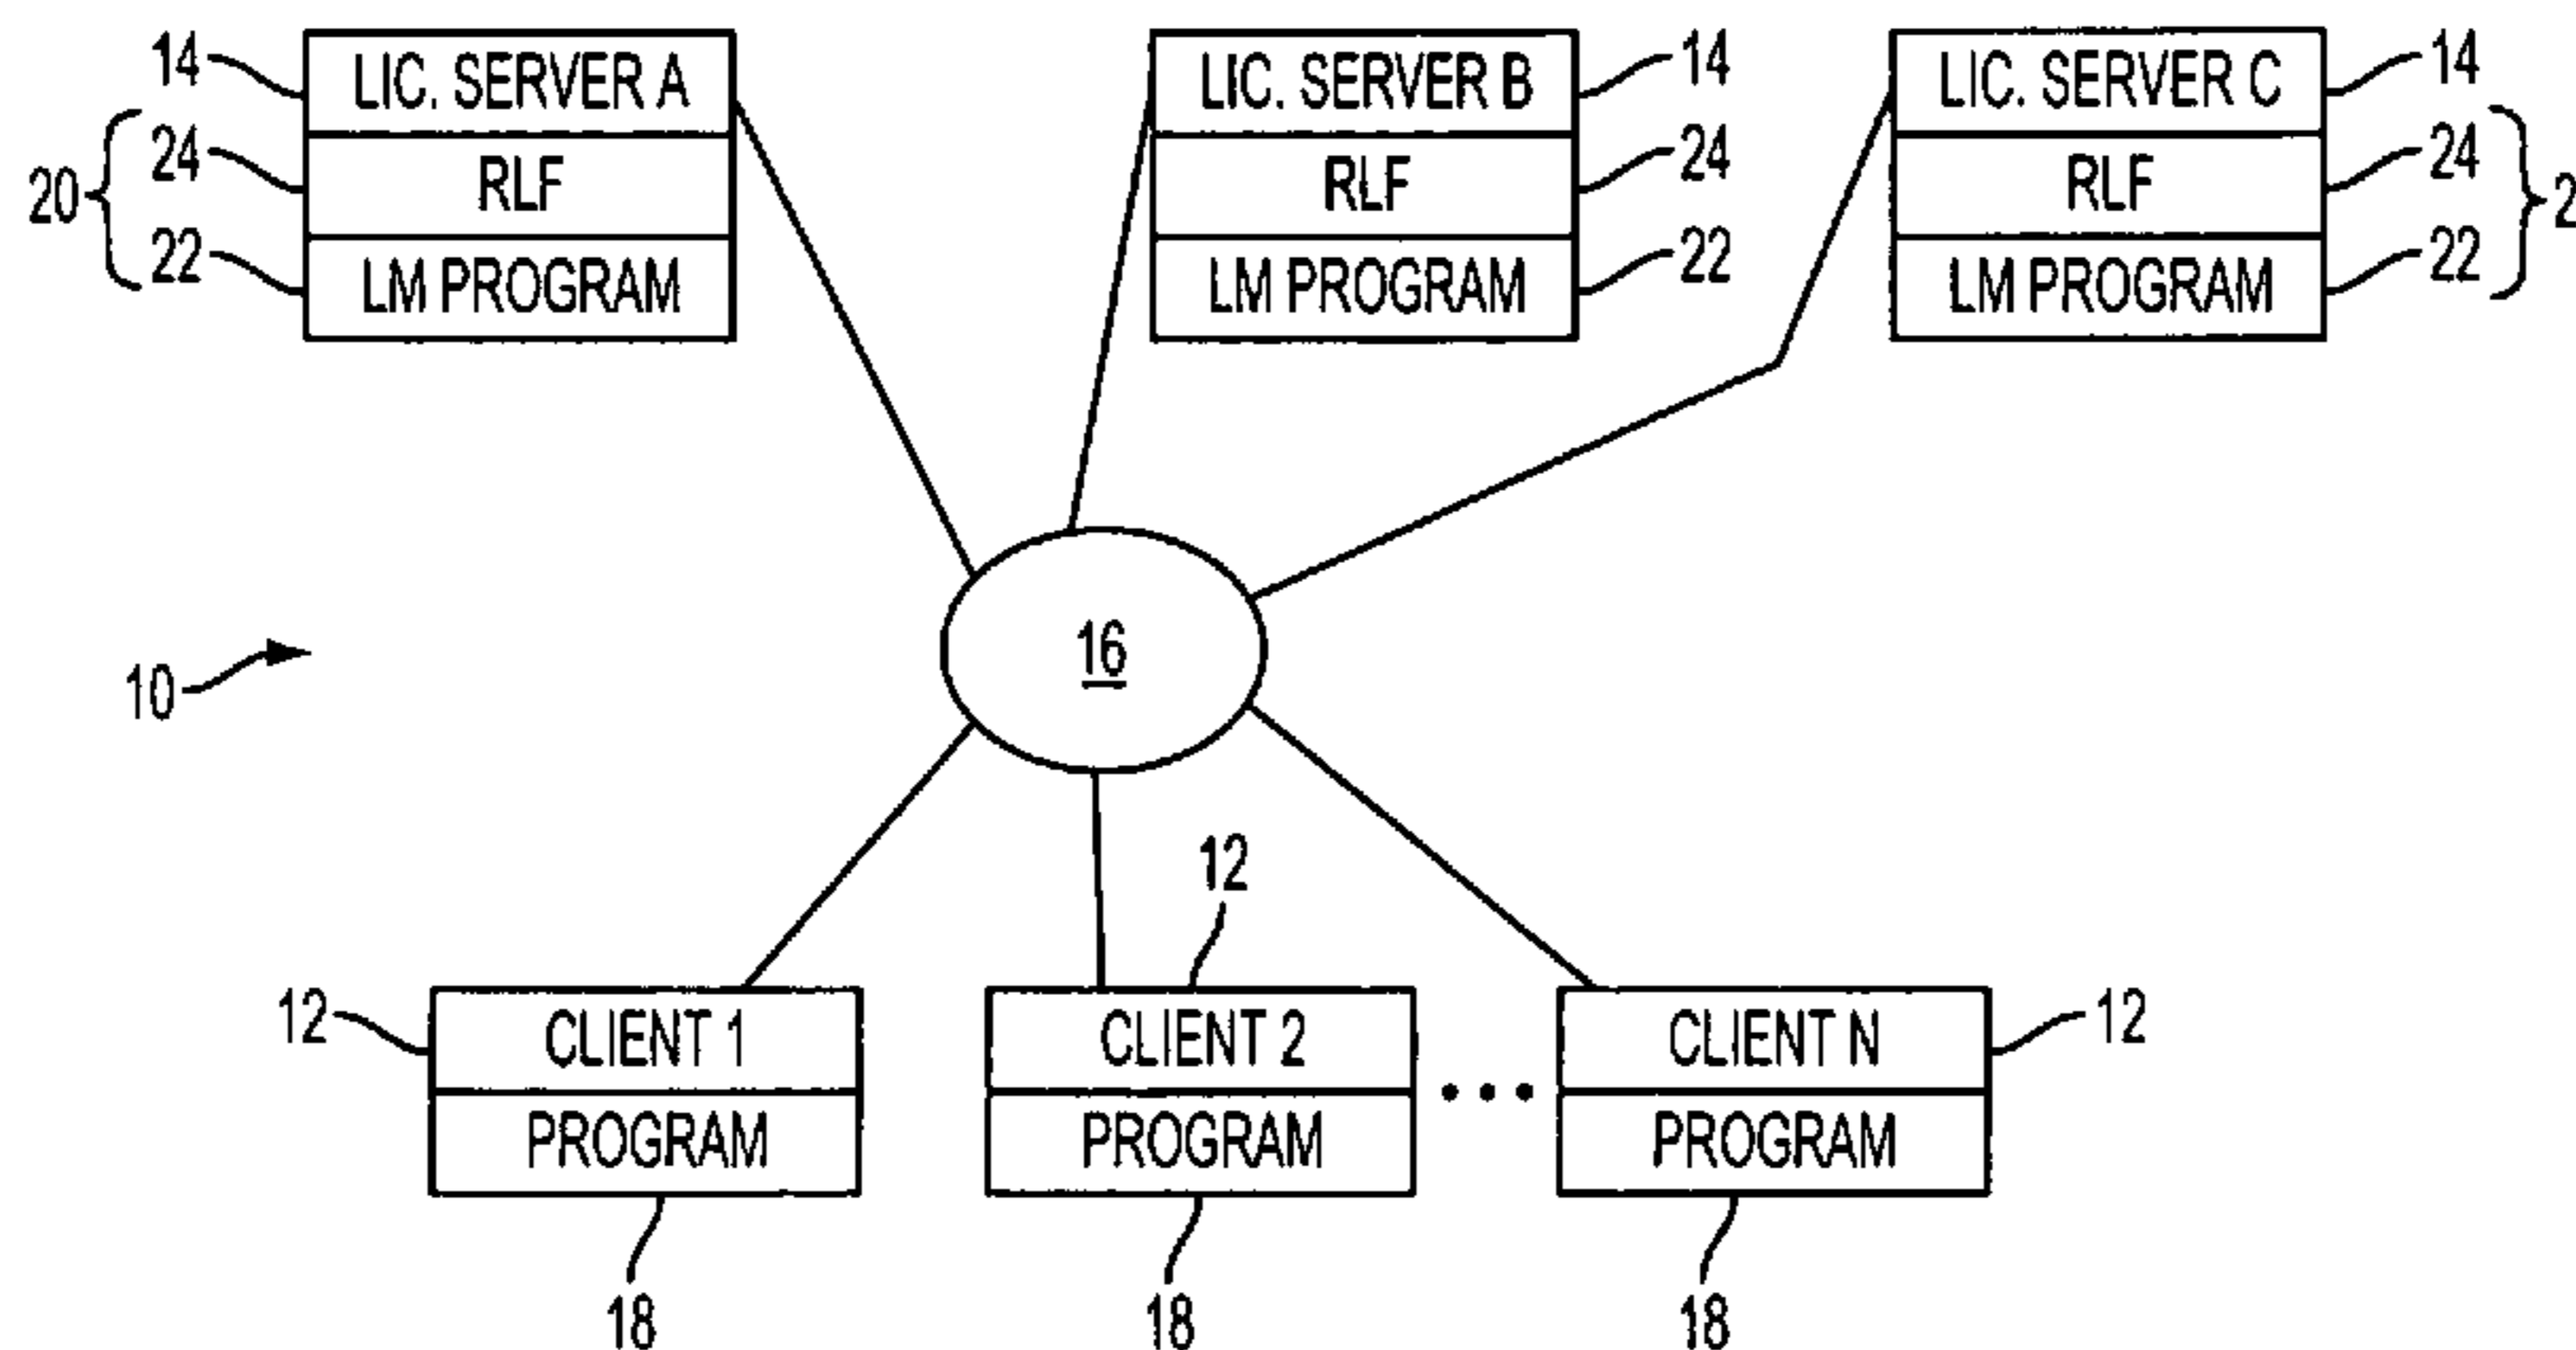 14 LIC. SERVER A LIC. SERVER B 14 LIC. SERVER C 14
20 24 RLF RLF 24 RLF 24
22 LM PROGRAM LM PROGRAM 22 LM PROGRAM 22
16
10
12
12 CLIENT 1 CLIENT 2 ... CLIENT N 12
PROGRAM PROGRAM PROGRAM
18 18 18